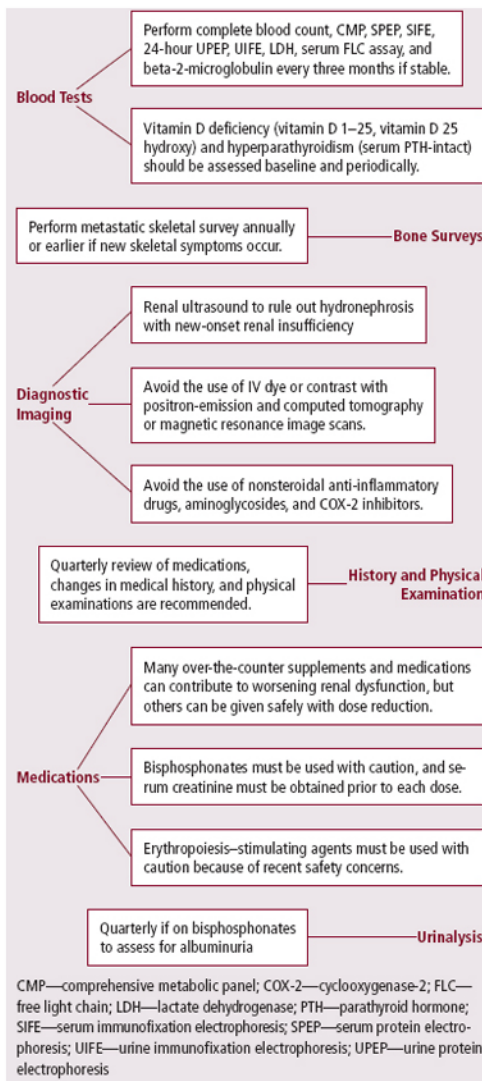 Perform complete blood count, CMP, SPEP, SIFE,
24-hour UPEP, UIFE, LDH, serum FLC assay, and
beta-2-microglobulin every three months if stable.
Blood Tests
Vitamin D deficiency (vitamin D 1–25, vitamin D 25
hydroxy) and hyperparathyroidism (serum PTH-intact)
should be assessed baseline and periodically.
Perform metastatic skeletal survey annually
or earlier if new skeletal symptoms occur.
Bone Surveys
Renal ultrasound to rule out hydronephrosis
with new-onset renal insufficiency
Diagnostic
Imaging
Avoid the use of IV dye or contrast with
positron-emission and computed tomography
or magnetic resonance image scans.
Avoid the use of nonsteroidal anti-inflammatory
drugs, aminoglycosides, and COX-2 inhibitors.
Quarterly review of medications,
changes in medical history, and physical
examinations are recommended.
History and Physical
Examination
Many over-the-counter supplements and medications
can contribute to worsening renal dysfunction, but
others can be given safely with dose reduction.
Medications
Bisphosphonates must be used with caution, and se-
rum creatinine must be obtained prior to each dose.
Erythropoiesis–stimulating agents must be used with
caution because of recent safety concerns.
Quarterly if on bisphosphonates
to assess for albuminuria
Urinalysis
CMP—comprehensive metabolic panel; COX-2—cyclooxygenase-2; FLC—
free light chain; LDH—lactate dehydrogenase; PTH—parathyroid hormone;
SIFE—serum immunofixation electrophoresis; SPEP—serum protein electro-
phoresis; UIFE—urine immunofixation electrophoresis; UPEP—urine protein
electrophoresis